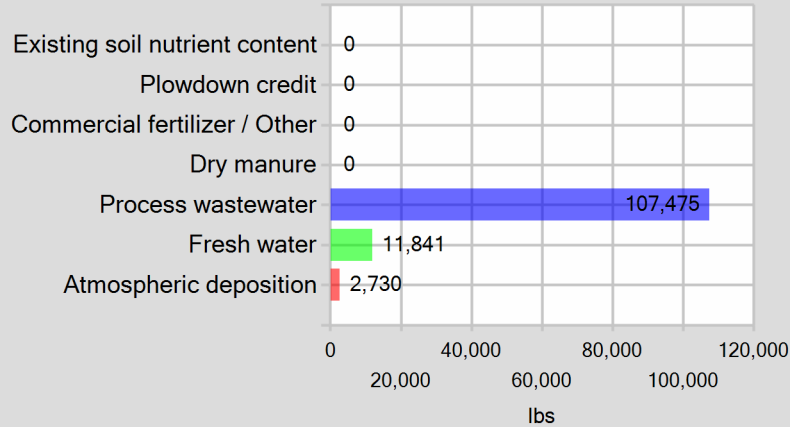 Existing soil nutrient content 0
Plowdown credit 0
Commercial fertilizer / Other 0
Dry manure 0
Process wastewater 107,475
Fresh water 11,841
Atmospheric deposition 2,730
0 40,000 80,000 120,000
20,000 60,000 100,000
lbs